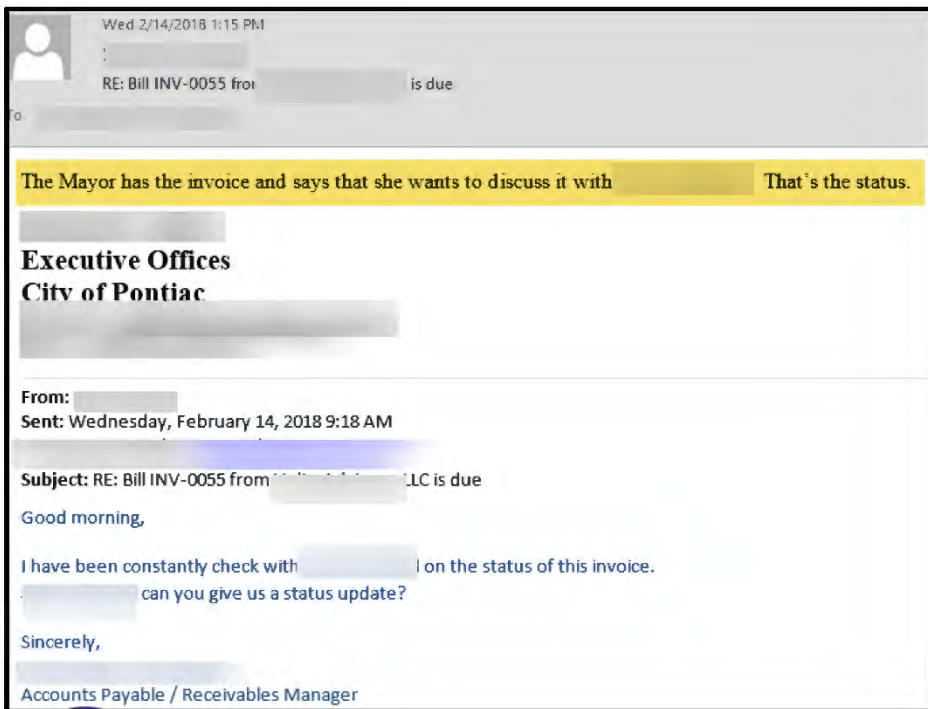 Wed 2/14/2018 1:15 PM
:
RE: Bill INV-0055 from is due
To
The Mayor has the invoice and says that she wants to discuss it with That's the status.
Executive Offices
City of Pontiac
From:
Sent: Wednesday, February 14, 2018 9:18 AM
Subject: RE: Bill INV-0055 from LLC is due
Good morning,
I have been constantly check with on the status of this invoice.
can you give us a status update?
Sincerely,
Accounts Payable / Receivables Manager